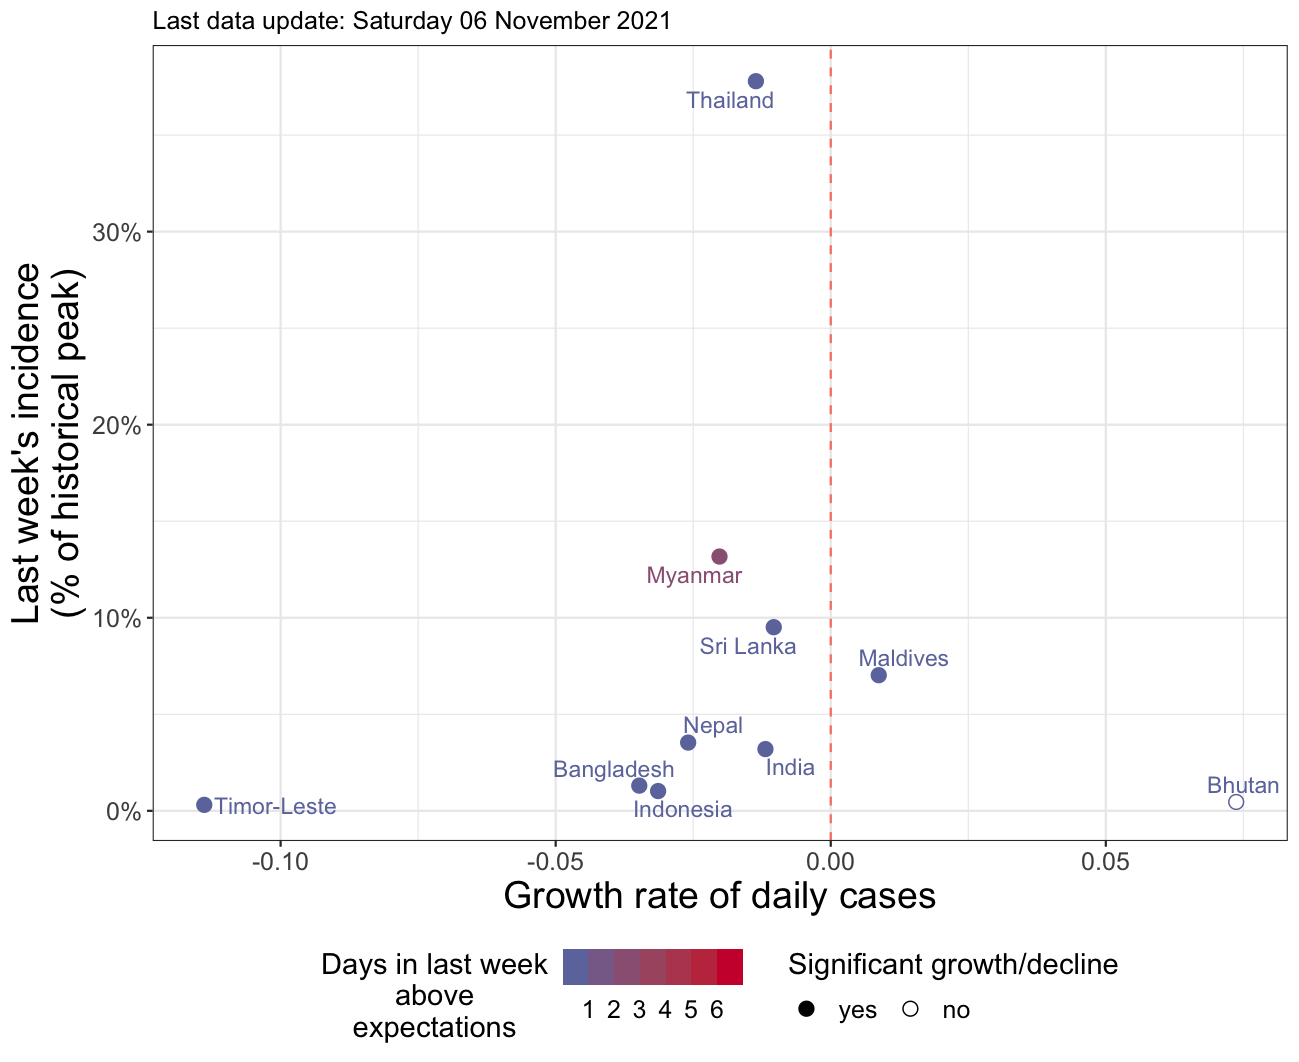 Last data update: Saturday 06 November 2021
Thailand
30%
20%
Last week's incidence
(% of historical peak)
Myanmar
10%
Sri Lanka
Maldives
Nepal
Bangladesh
India
Bhutan
Timor-Leste
Indonesia
0%
-0.10 -0.05 0.00 0.05
Growth rate of daily cases
Days in last week
above
expectations
1 2 3 4 5 6
Significant growth/decline
yes no